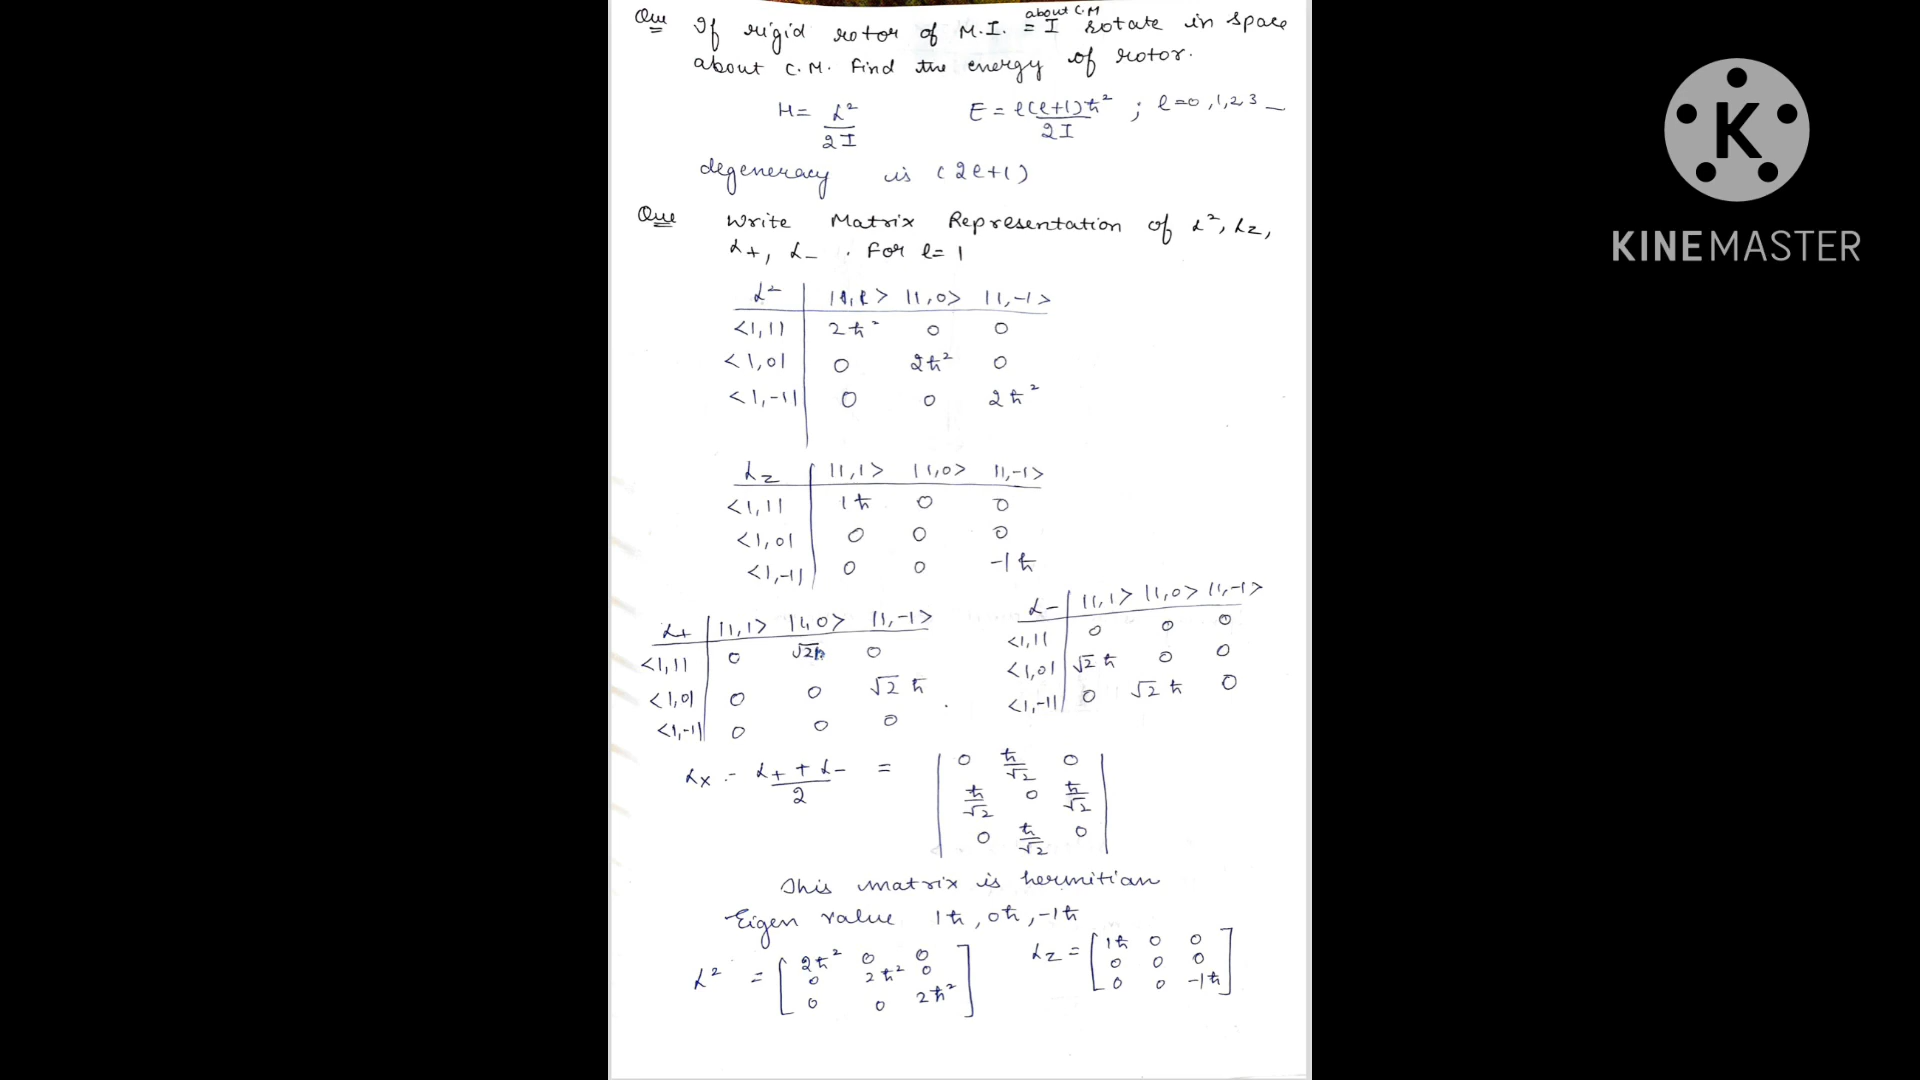 Que If rigid rotor of M.I. = I about C.M rotate in space
about C.M. Find the energy of rotor.
H = L²/2I E = l(l+1)ħ²/2I ; l=0,1,2 3 _
degeneracy is (2l+1)
Que Write Matrix Representation of L², Lz,
L+, L- . For l=1
L² | |1,1> |1,0> |1,-1>
<1,1| 2ħ² 0 0
<1,0| 0 2ħ² 0
<1,-1| 0 0 2ħ²
Lz | |1,1> |1,0> |1,-1>
<1,1| 1ħ 0 0
<1,0| 0 0 0
<1,-1| 0 0 -1ħ
L+ | |1,1> |1,0> |1,-1>
<1,1| 0 √2ħ 0
<1,0| 0 0 √2 ħ
<1,-1| 0 0 0
L- | |1,1> |1,0> |1,-1>
<1,1| 0 0 0
<1,0| √2 ħ 0 0
<1,-1| 0 √2 ħ 0
Lx = L+ + L-/2 =
0 ħ/√2 0
ħ/√2 0 ħ/√2
0 ħ/√2 0
This matrix is hermitian
Eigen value 1ħ, 0ħ, -1ħ
L² =
2ħ² 0 0
0 2ħ² 0
0 0 2ħ²
Lz =
1ħ 0 0
0 0 0
0 0 -1ħ
K
KINEMASTER